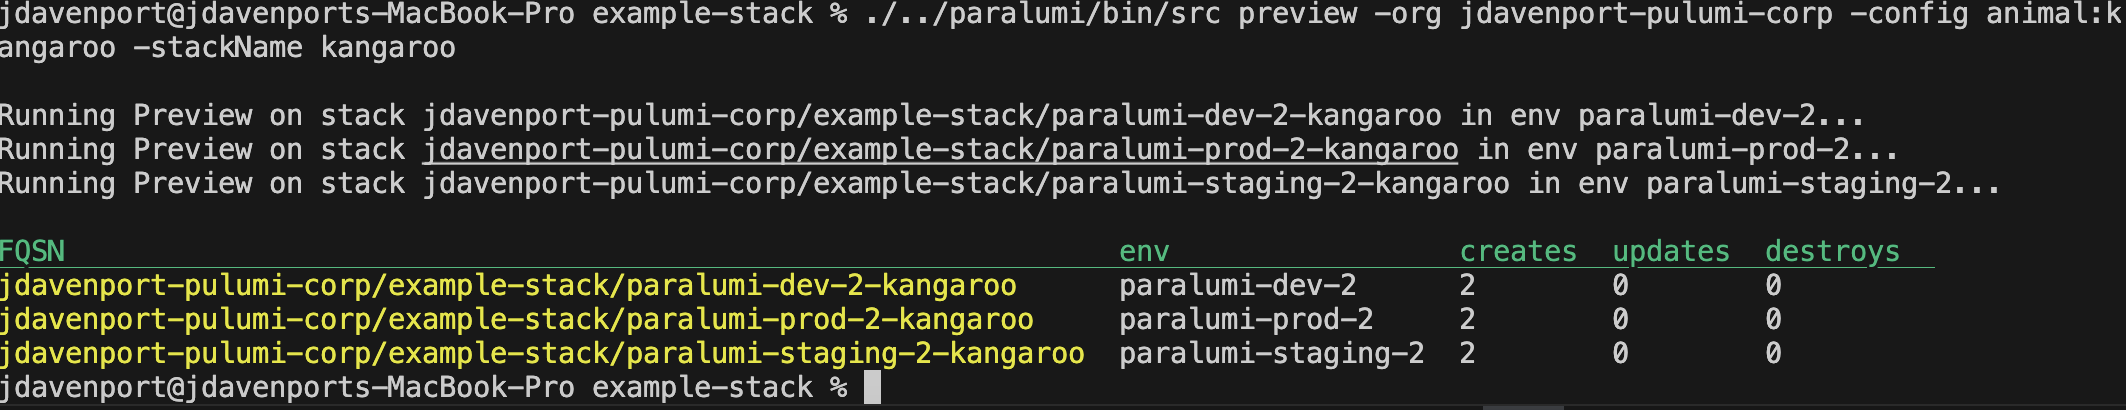 jdavenport@jdavenports-MacBook-Pro example-stack % ./../paralumi/bin/src preview -org jdavenport-pulumi-corp -config animal:k
angaroo -stackName kangaroo
Running Preview on stack jdavenport-pulumi-corp/example-stack/paralumi-dev-2-kangaroo in env paralumi-dev-2...
Running Preview on stack jdavenport-pulumi-corp/example-stack/paralumi-prod-2-kangaroo in env paralumi-prod-2...
Running Preview on stack jdavenport-pulumi-corp/example-stack/paralumi-staging-2-kangaroo in env paralumi-staging-2...
FQSN env creates updates destroys
jdavenport-pulumi-corp/example-stack/paralumi-dev-2-kangaroo paralumi-dev-2 2 0 0
jdavenport-pulumi-corp/example-stack/paralumi-prod-2-kangaroo paralumi-prod-2 2 0 0
jdavenport-pulumi-corp/example-stack/paralumi-staging-2-kangaroo paralumi-staging-2 2 0 0
jdavenport@jdavenports-MacBook-Pro example-stack %